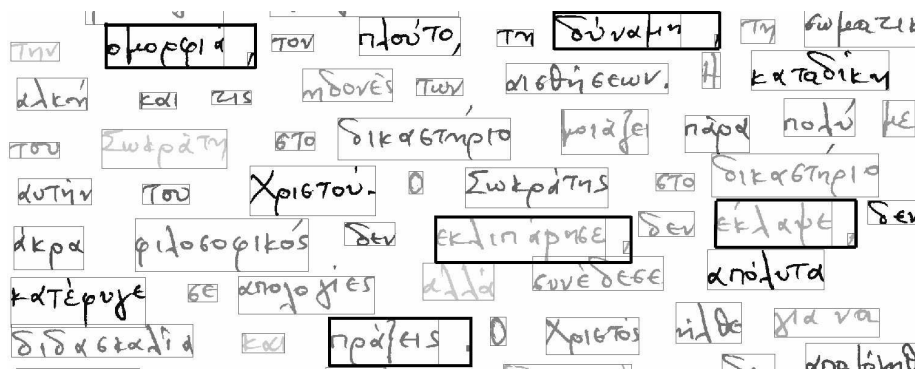 την ομορφιά, τον πλούτο, τη δύναμη, τη σωματικ
αλκή και τις ηδονές των αισθήσεων. Η καταδίκη
του Σωκράτη στο δικαστήριο μοιάζει πάρα πολύ με
αυτήν του Χριστού. Ο Σωκράτης στο δικαστήριο
άκρα φιλοσοφικός δεν εκλιπάρησε, δεν έκλαψε, δεν
κατέφυγε σε απολογίες αλλά συνέδεσε απόλυτα
διδασκαλία και πράξεις. Ο Χριστός ήλθε για να